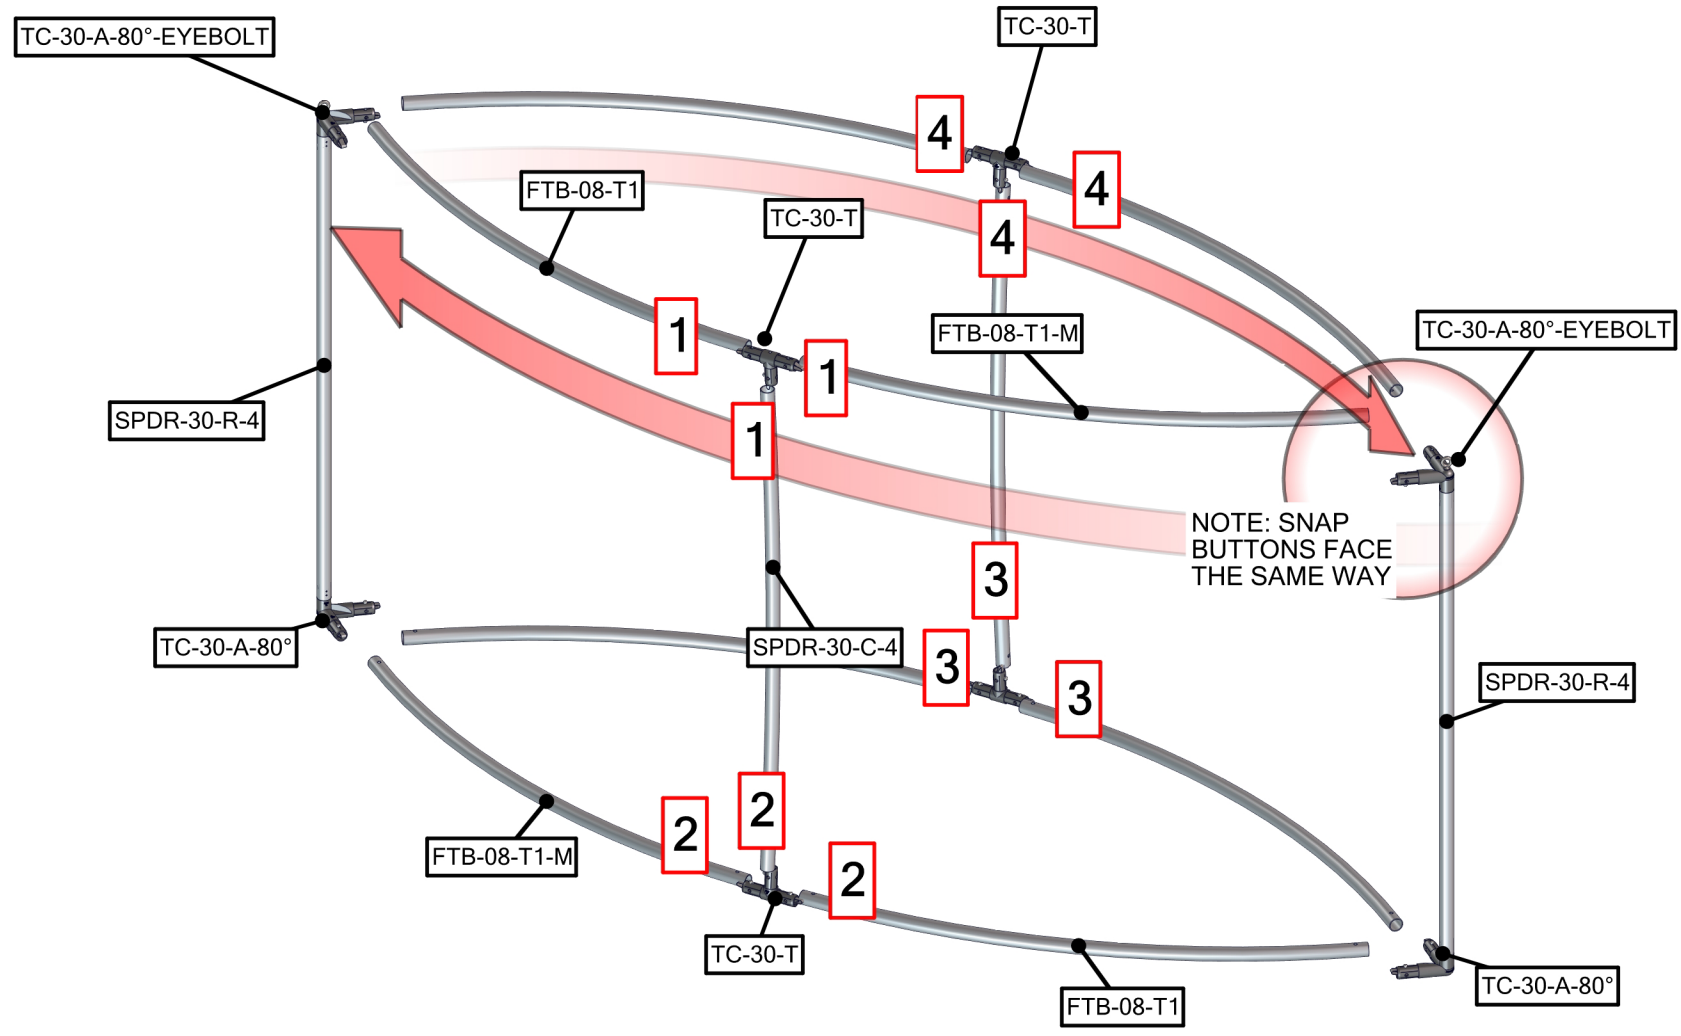 TC-30-A-80°-EYEBOLT
TC-30-T
4
4
FTB-08-T1
TC-30-T
4
1
1
FTB-08-T1-M
TC-30-A-80°-EYEBOLT
SPDR-30-R-4
1
NOTE: SNAP
BUTTONS FACE
THE SAME WAY
3
TC-30-A-80°
SPDR-30-C-4
3
3
SPDR-30-R-4
2
2
FTB-08-T1-M
2
TC-30-T
FTB-08-T1
TC-30-A-80°